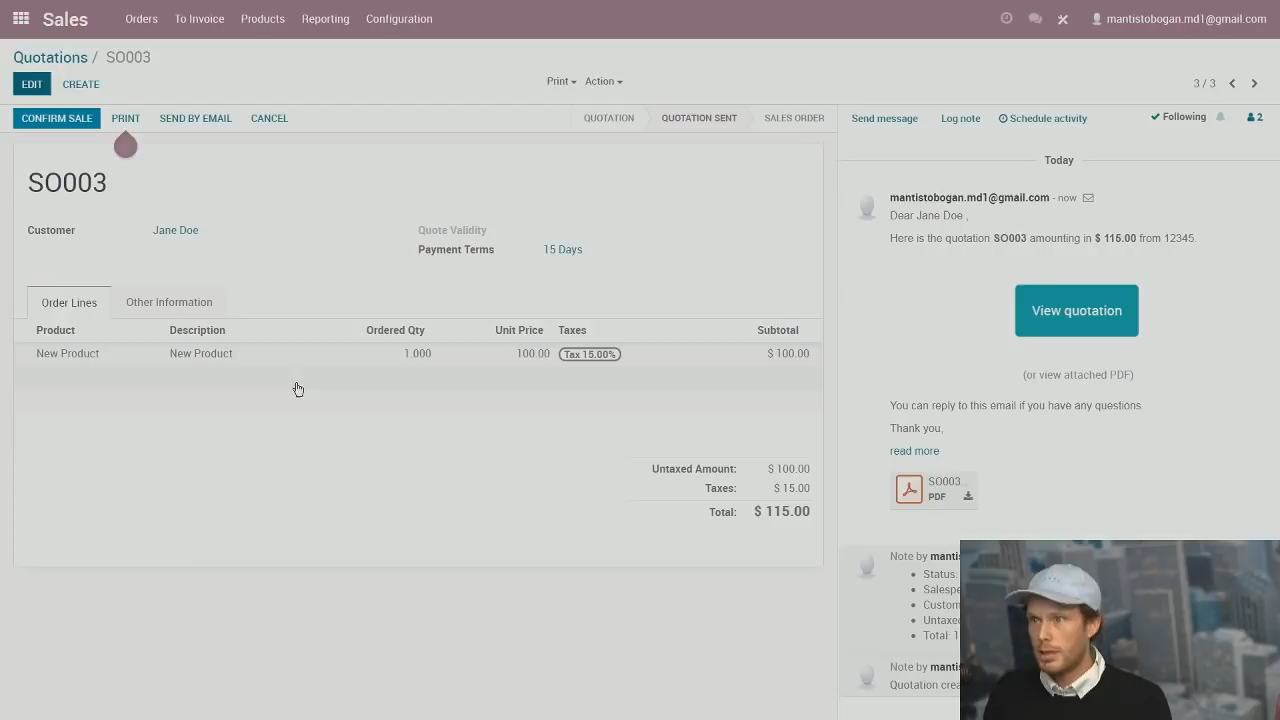 Sales Orders To Invoice Products Reporting Configuration mantistobogan.md1@gmail.com
Quotations / SO003
EDIT CREATE Print Action 3 / 3
CONFIRM SALE PRINT SEND BY EMAIL CANCEL QUOTATION QUOTATION SENT SALES ORDER
Send message Log note Schedule activity Following 2
Today
SO003
Customer Jane Doe Quote Validity
Payment Terms 15 Days
Order Lines Other Information
Product Description Ordered Qty Unit Price Taxes Subtotal
New Product New Product 1.000 100.00 Tax 15.00% $ 100.00
Untaxed Amount: $ 100.00
Taxes: $ 15.00
Total: $ 115.00
mantistobogan.md1@gmail.com - now
Dear Jane Doe ,
Here is the quotation SO003 amounting in $ 115.00 from 12345.
View quotation
(or view attached PDF)
You can reply to this email if you have any questions.
Thank you,
read more
SO003...
PDF
Note by manti
Status:
Salespe
Custom
Untaxe
Total: 1
Note by manti
Quotation crea